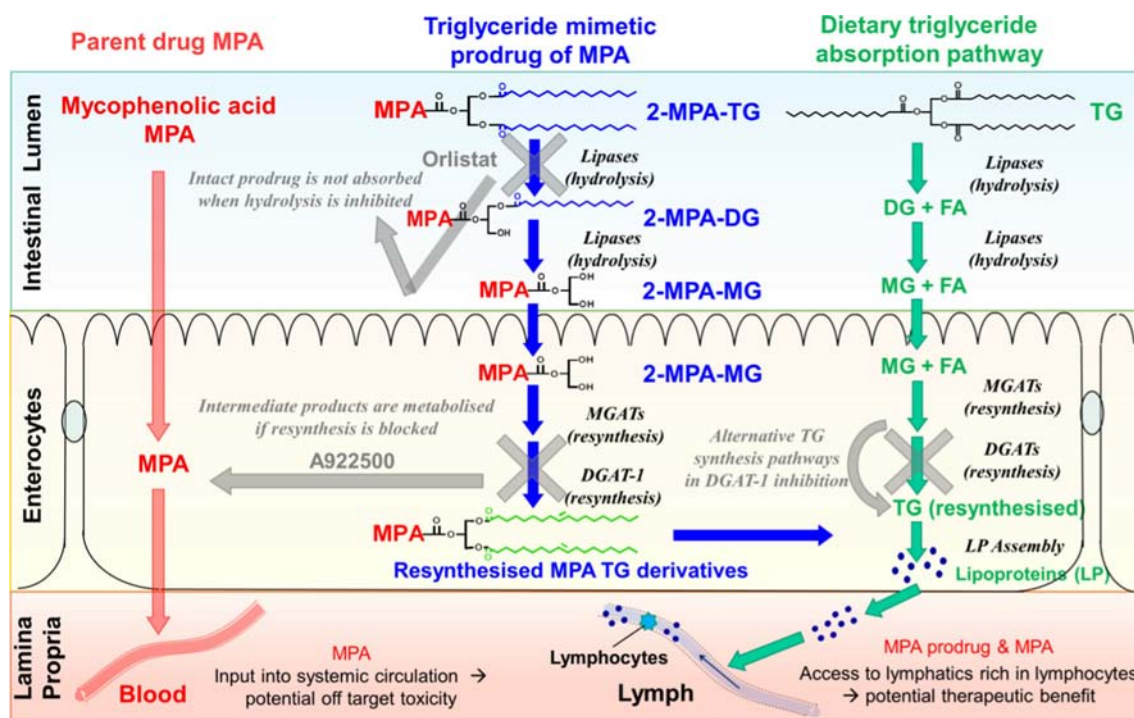 Parent drug MPA
Triglyceride mimetic
prodrug of MPA
Dietary triglyceride
absorption pathway
Intestinal Lumen
Mycophenolic acid
MPA
MPA
2-MPA-TG
TG
Orlistat
Lipases
(hydrolysis)
Lipases
(hydrolysis)
Intact prodrug is not absorbed
when hydrolysis is inhibited
MPA
2-MPA-DG
DG + FA
Lipases
(hydrolysis)
Lipases
(hydrolysis)
MPA
2-MPA-MG
MG + FA
Enterocytes
MPA
2-MPA-MG
MG + FA
Intermediate products are metabolised
if resynthesis is blocked
MGATs
(resynthesis)
MGATs
(resynthesis)
MPA
A922500
DGAT-1
(resynthesis)
Alternative TG
synthesis pathways
in DGAT-1 inhibition
DGATs
(resynthesis)
TG (resynthesised)
MPA
Resynthesised MPA TG derivatives
LP Assembly
Lipoproteins (LP)
Lamina
Propria
Blood
MPA
Input into systemic circulation →
potential off target toxicity
Lymphocytes
Lymph
MPA prodrug & MPA
Access to lymphatics rich in lymphocytes
→ potential therapeutic benefit